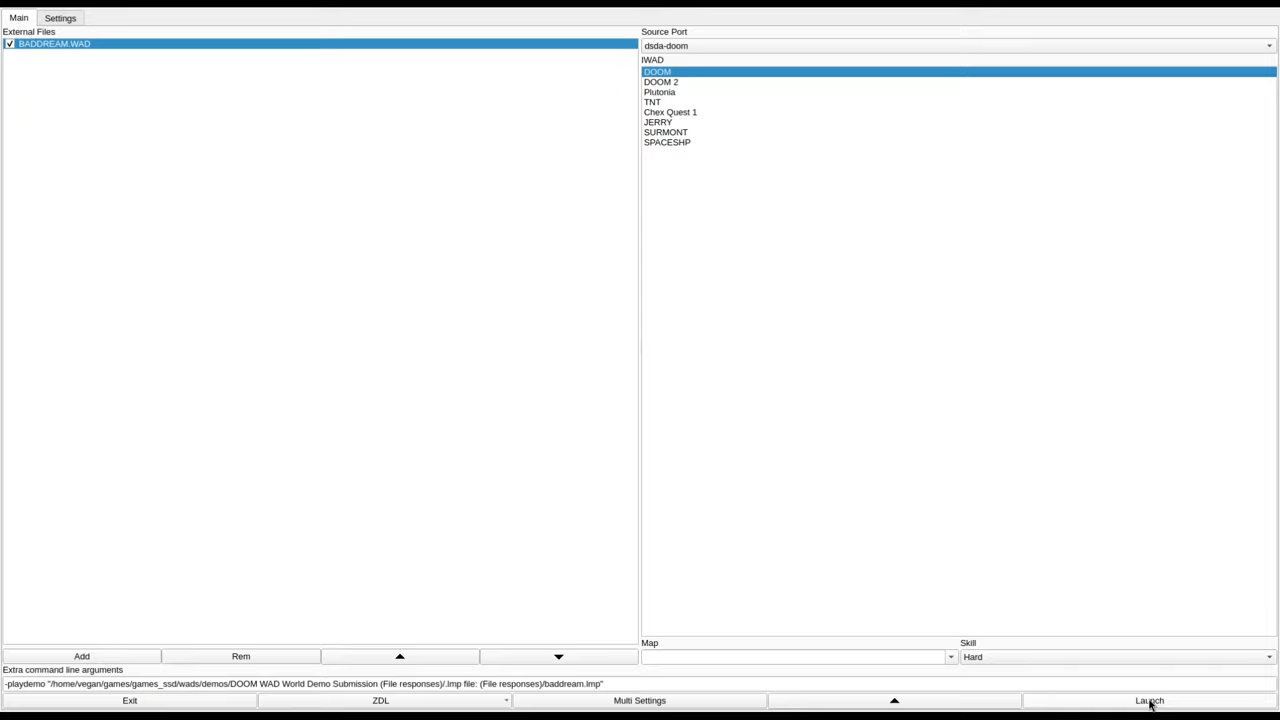 Main Settings
External Files
BADDREAM.WAD
Source Port
dsda-doom
IWAD
DOOM
DOOM 2
Plutonia
TNT
Chex Quest 1
JERRY
SURMONT
SPACESHP
Map
Skill
Hard
Add Rem
Extra command line arguments
-playdemo "/home/vegan/games/games_ssd/wads/demos/DOOM WAD World Demo Submission (File responses)/.lmp file: (File responses)/baddream.lmp"
Exit ZDL Multi Settings Launch